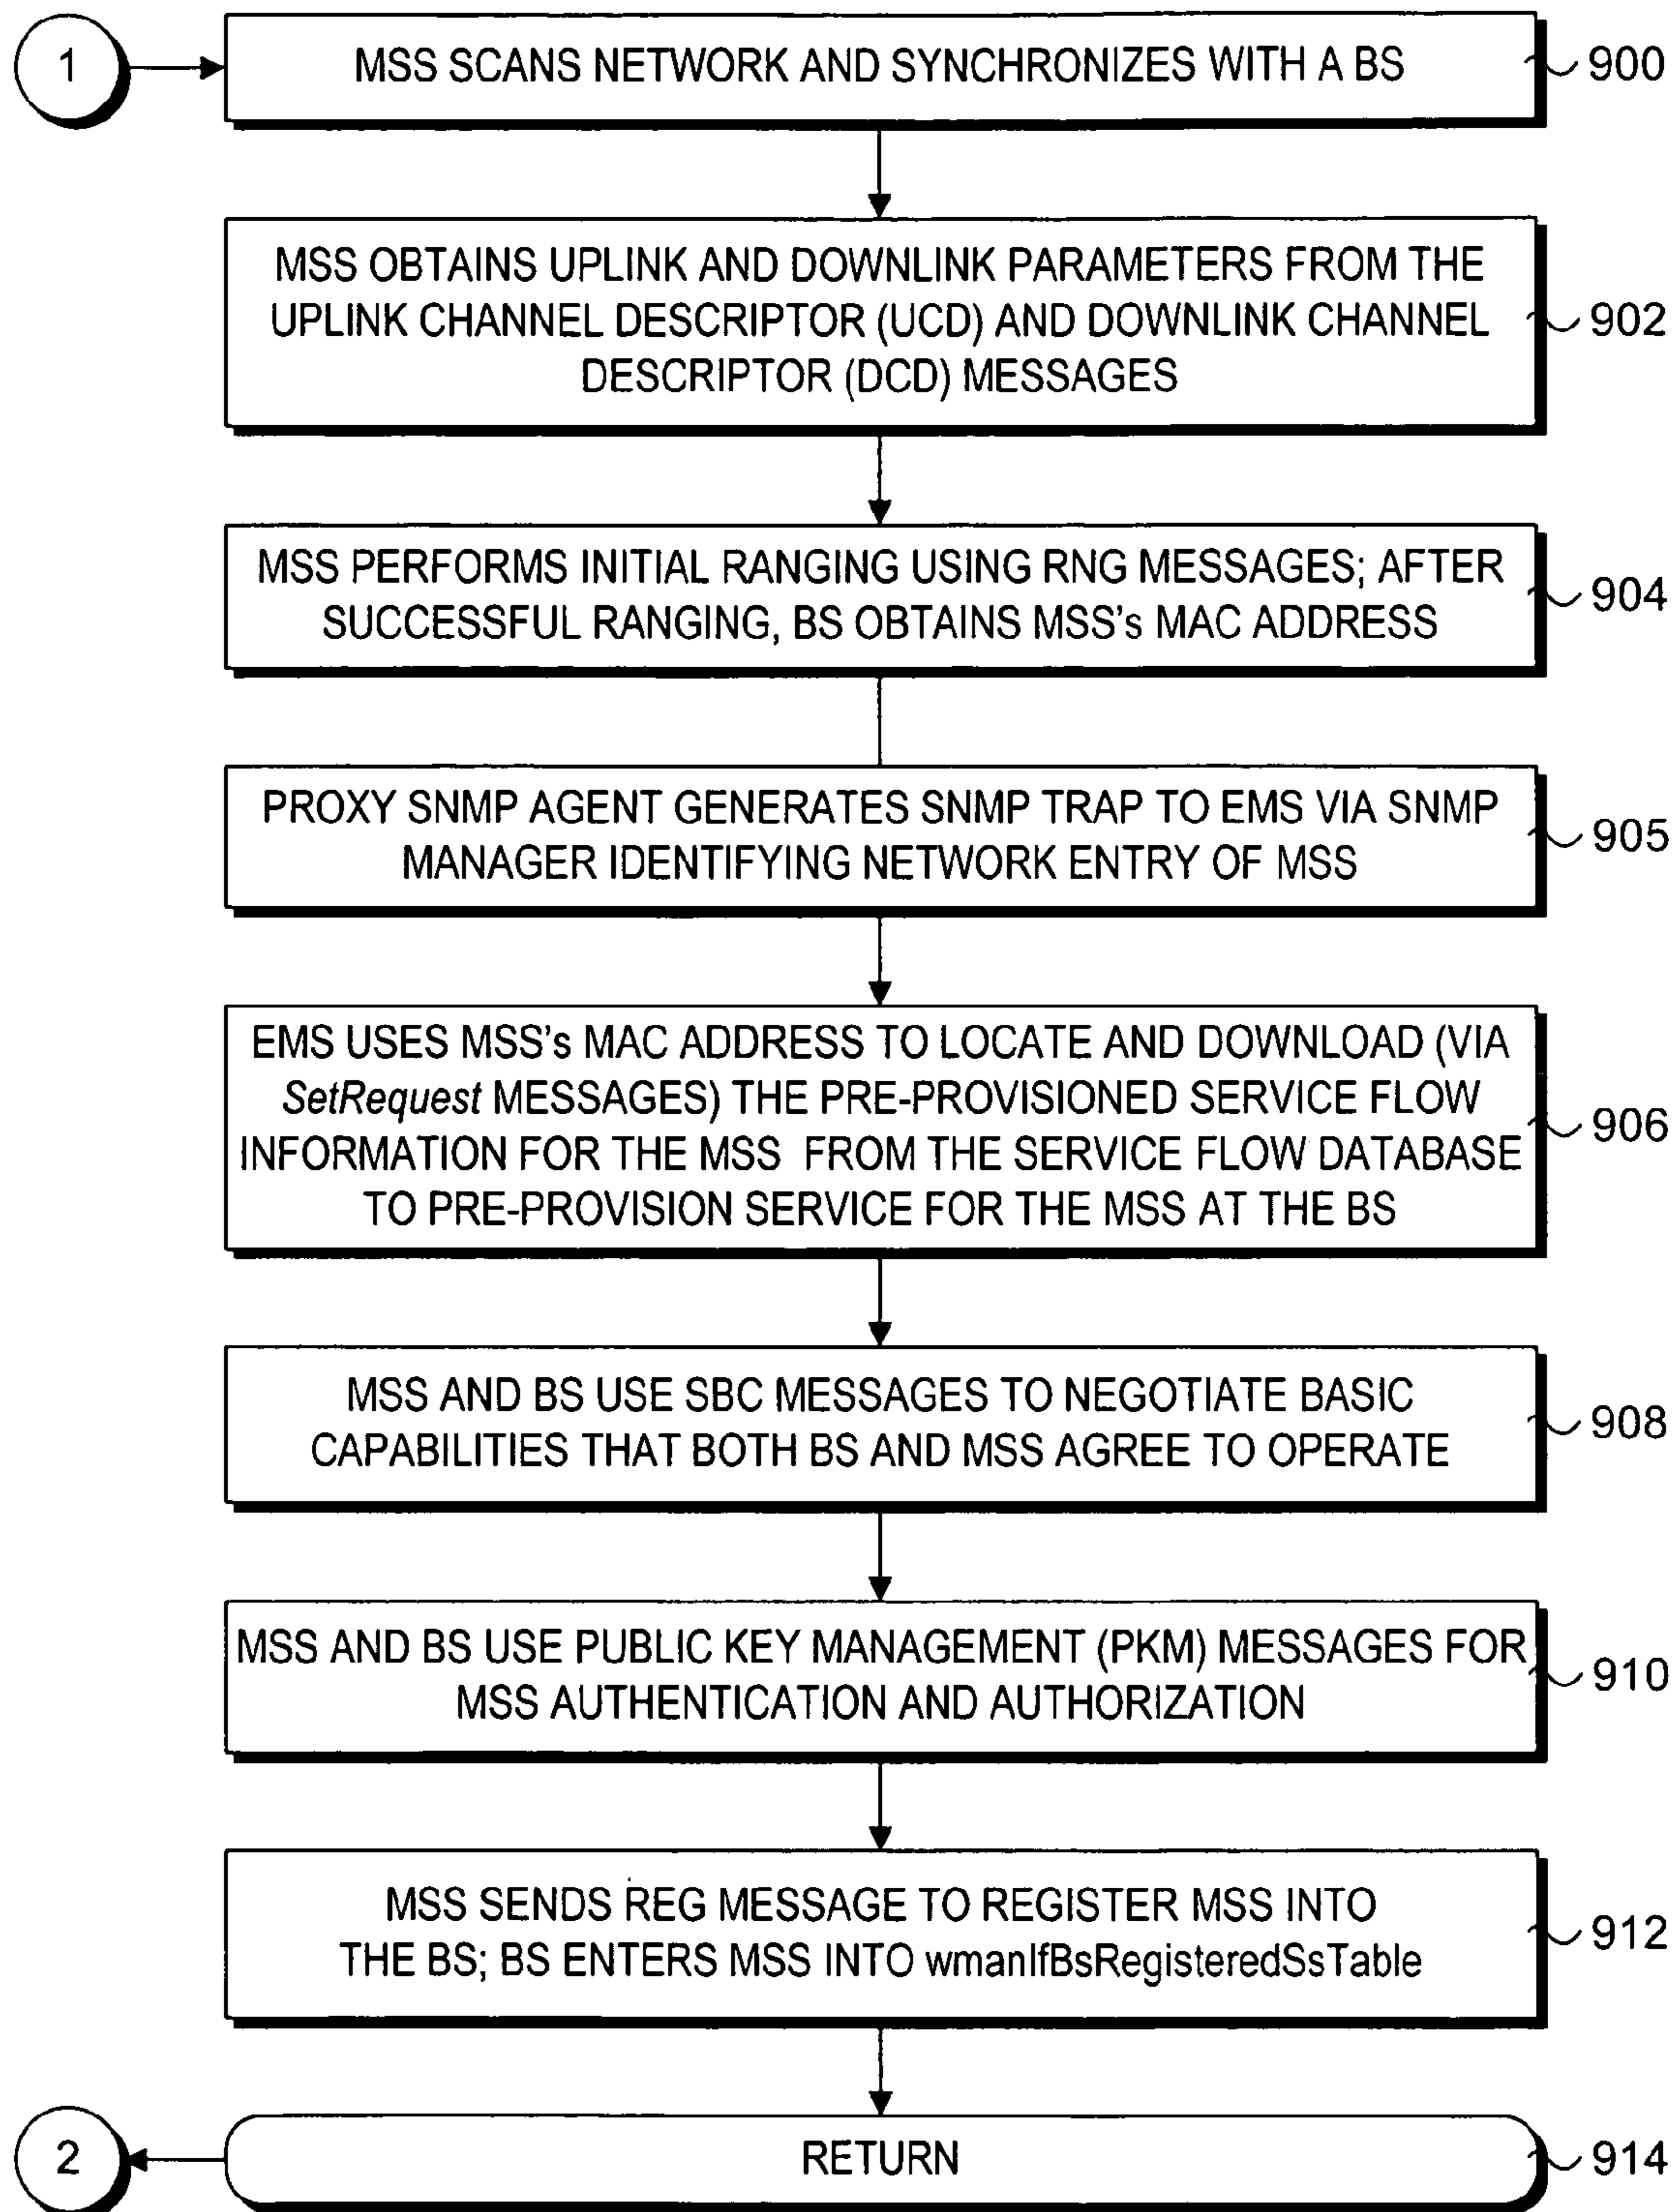 1
MSS SCANS NETWORK AND SYNCHRONIZES WITH A BS
900
MSS OBTAINS UPLINK AND DOWNLINK PARAMETERS FROM THE
UPLINK CHANNEL DESCRIPTOR (UCD) AND DOWNLINK CHANNEL
DESCRIPTOR (DCD) MESSAGES
902
MSS PERFORMS INITIAL RANGING USING RNG MESSAGES; AFTER
SUCCESSFUL RANGING, BS OBTAINS MSS's MAC ADDRESS
904
PROXY SNMP AGENT GENERATES SNMP TRAP TO EMS VIA SNMP
MANAGER IDENTIFYING NETWORK ENTRY OF MSS
905
EMS USES MSS's MAC ADDRESS TO LOCATE AND DOWNLOAD (VIA
SetRequest MESSAGES) THE PRE-PROVISIONED SERVICE FLOW
INFORMATION FOR THE MSS FROM THE SERVICE FLOW DATABASE
TO PRE-PROVISION SERVICE FOR THE MSS AT THE BS
906
MSS AND BS USE SBC MESSAGES TO NEGOTIATE BASIC
CAPABILITIES THAT BOTH BS AND MSS AGREE TO OPERATE
908
MSS AND BS USE PUBLIC KEY MANAGEMENT (PKM) MESSAGES FOR
MSS AUTHENTICATION AND AUTHORIZATION
910
MSS SENDS REG MESSAGE TO REGISTER MSS INTO
THE BS; BS ENTERS MSS INTO wmanIfBsRegisteredSsTable
912
2
RETURN
914